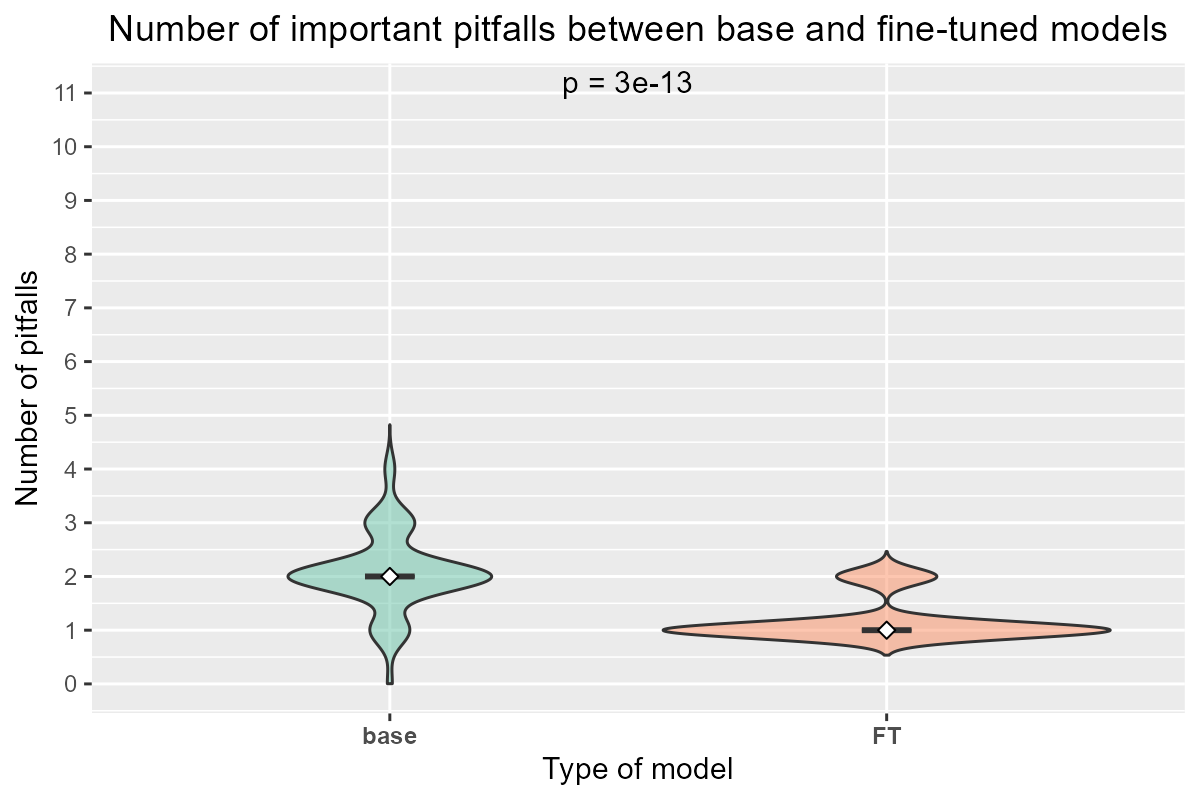 Number of important pitfalls between base and fine-tuned models
p = 3e-13
11
10
9
8
7
6
5
4
3
2
1
0
Number of pitfalls
base FT
Type of model